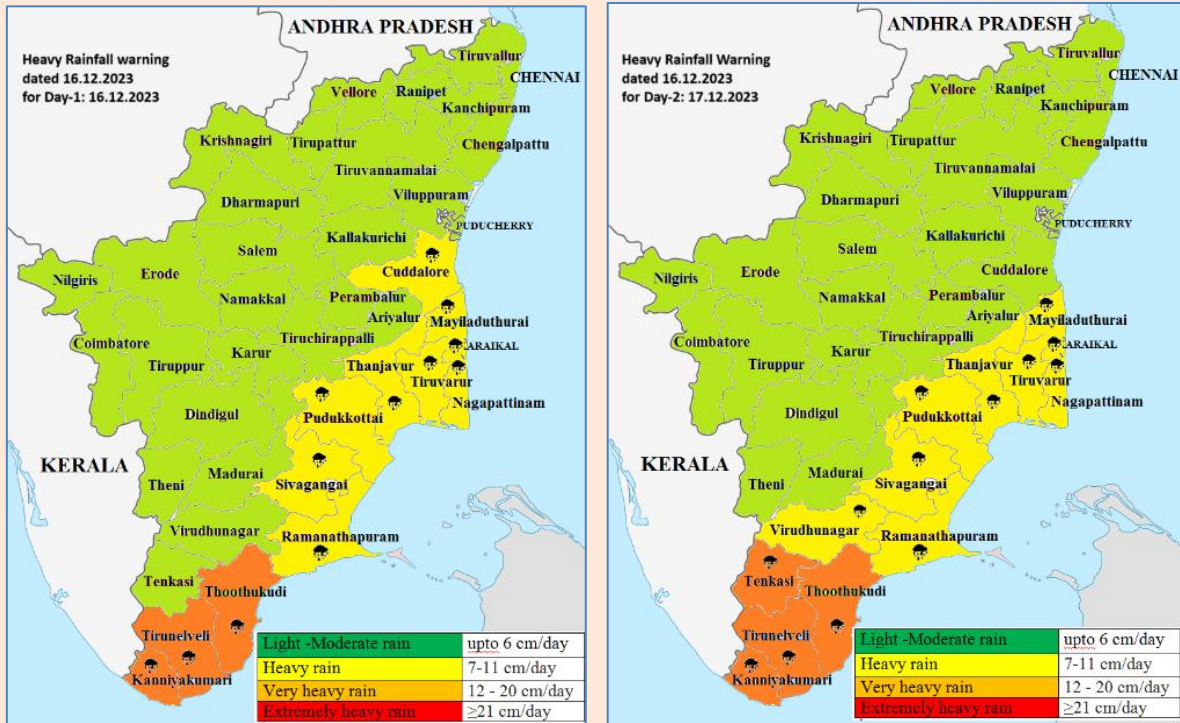 ANDHRA PRADESH
Heavy Rainfall warning
dated 16.12.2023
for Day-1: 16.12.2023
Tiruvallur
CHENNAI
Vellore
Ranipet
Kanchipuram
Krishnagiri
Tirupattur
Chengalpattu
Tiruvannamalai
Viluppuram
Dharmapuri
PUDUCHERRY
Kallakurichi
Salem
Cuddalore
Nilgiris
Erode
Namakkal
Perambalur
Ariyalur
Mayiladuthurai
Tiruchirappalli
ARAIKAL
Coimbatore
Karur
Tiruppur
Thanjavur
Tiruvarur
Nagapattinam
Dindigul
Pudukkottai
KERALA
Madurai
Theni
Sivagangai
Virudhunagar
Ramanathapuram
Tenkasi
Thoothukudi
Tirunelveli
Kanniyakumari
Light -Moderate rain upto 6 cm/day
Heavy rain 7-11 cm/day
Very heavy rain 12 - 20 cm/day
Extremely heavy rain ≥21 cm/day
ANDHRA PRADESH
Heavy Rainfall Warning
dated 16.12.2023
for Day-2: 17.12.2023
Tiruvallur
CHENNAI
Vellore
Ranipet
Kanchipuram
Krishnagiri
Tirupattur
Chengalpattu
Tiruvannamalai
Viluppuram
Dharmapuri
PUDUCHERRY
Kallakurichi
Salem
Cuddalore
Nilgiris
Erode
Namakkal
Perambalur
Ariyalur
Mayiladuthurai
Tiruchirappalli
ARAIKAL
Coimbatore
Karur
Tiruppur
Thanjavur
Tiruvarur
Nagapattinam
Dindigul
Pudukkottai
KERALA
Madurai
Theni
Sivagangai
Virudhunagar
Ramanathapuram
Tenkasi
Thoothukudi
Tirunelveli
Kanniyakumari
Light -Moderate rain upto 6 cm/day
Heavy rain 7-11 cm/day
Very heavy rain 12 - 20 cm/day
Extremely heavy rain ≥21 cm/day